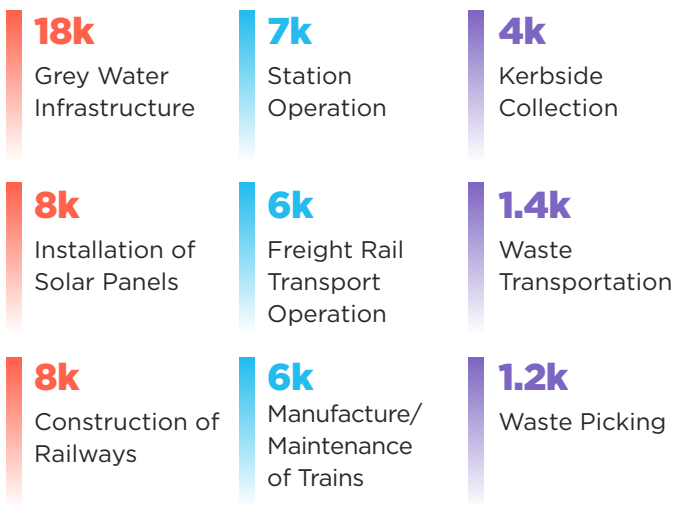 18k
Grey Water
Infrastructure
7k
Station
Operation
4k
Kerbside
Collection
8k
Installation of
Solar Panels
6k
Freight Rail
Transport
Operation
1.4k
Waste
Transportation
8k
Construction of
Railways
6k
Manufacture/
Maintenance
of Trains
1.2k
Waste Picking